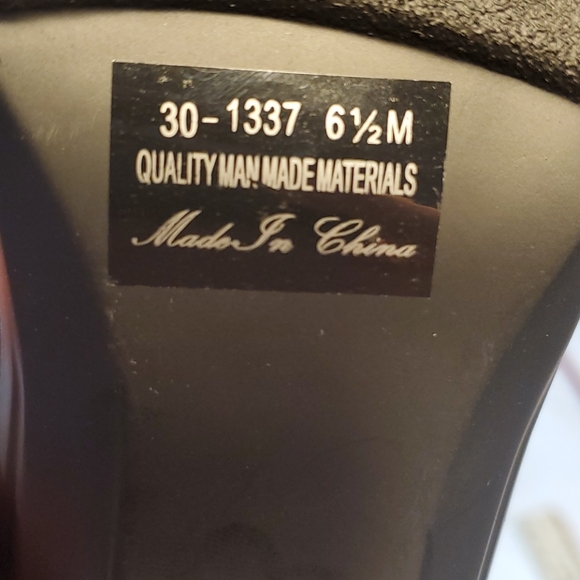 30-1337 6½M
QUALITY MAN MADE MATERIALS
Made In China